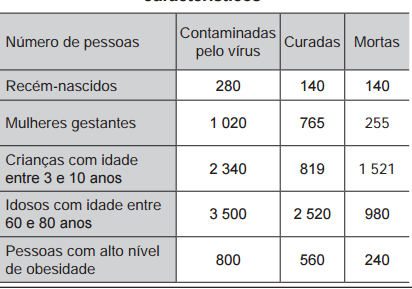 Número de pessoas Contaminadas pelo vírus Curadas Mortas
Recém-nascidos 280 140 140
Mulheres gestantes 1 020 765 255
Crianças com idade
entre 3 e 10 anos 2 340 819 1 521
Idosos com idade entre
60 e 80 anos 3 500 2 520 980
Pessoas com alto nível
de obesidade 800 560 240